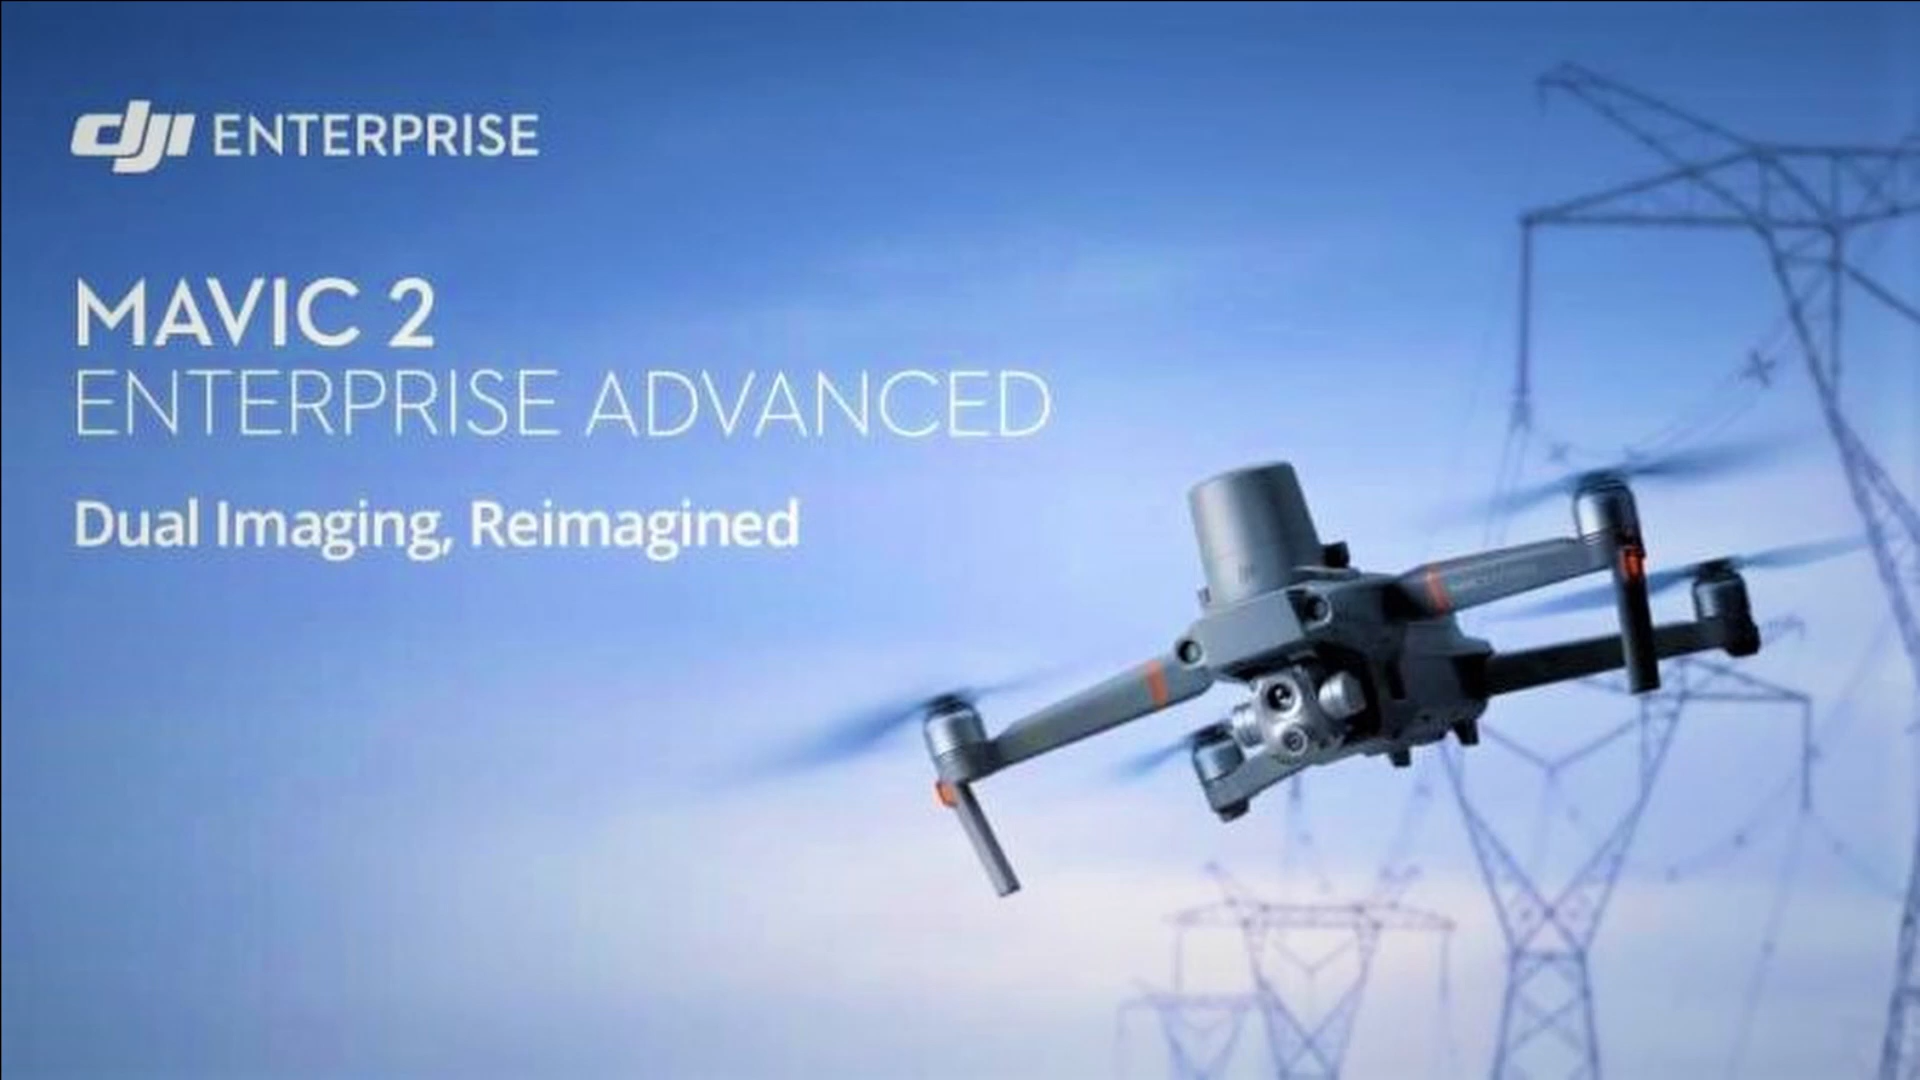 dji ENTERPRISE
MAVIC 2
ENTERPRISE ADVANCED
Dual Imaging, Reimagined